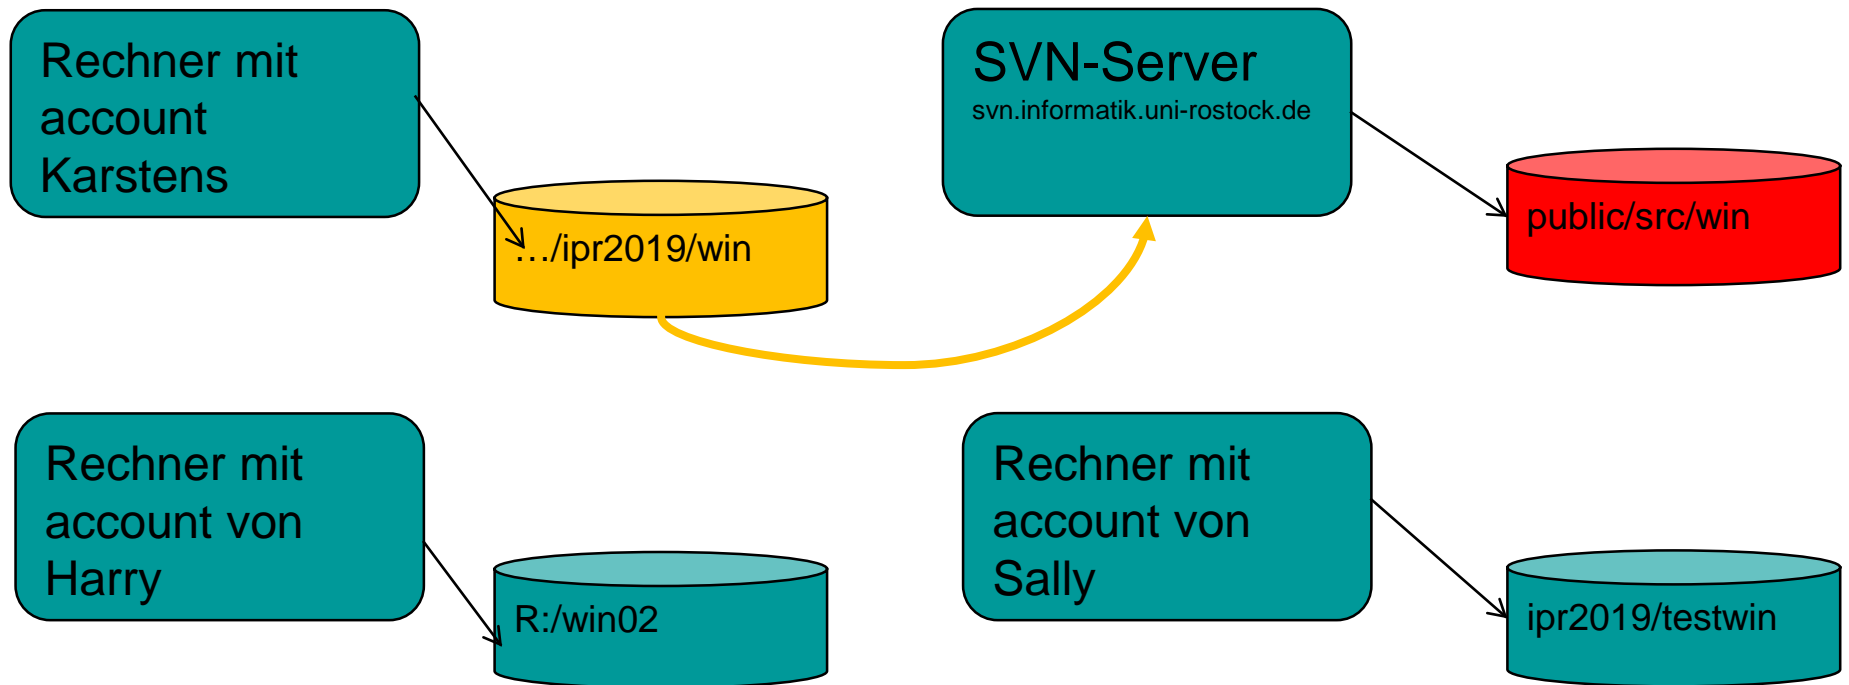 Rechner mit
account
Karstens
…/ipr2019/win
SVN-Server
svn.informatik.uni-rostock.de
public/src/win
Rechner mit
account von
Harry
R:/win02
Rechner mit
account von
Sally
ipr2019/testwin